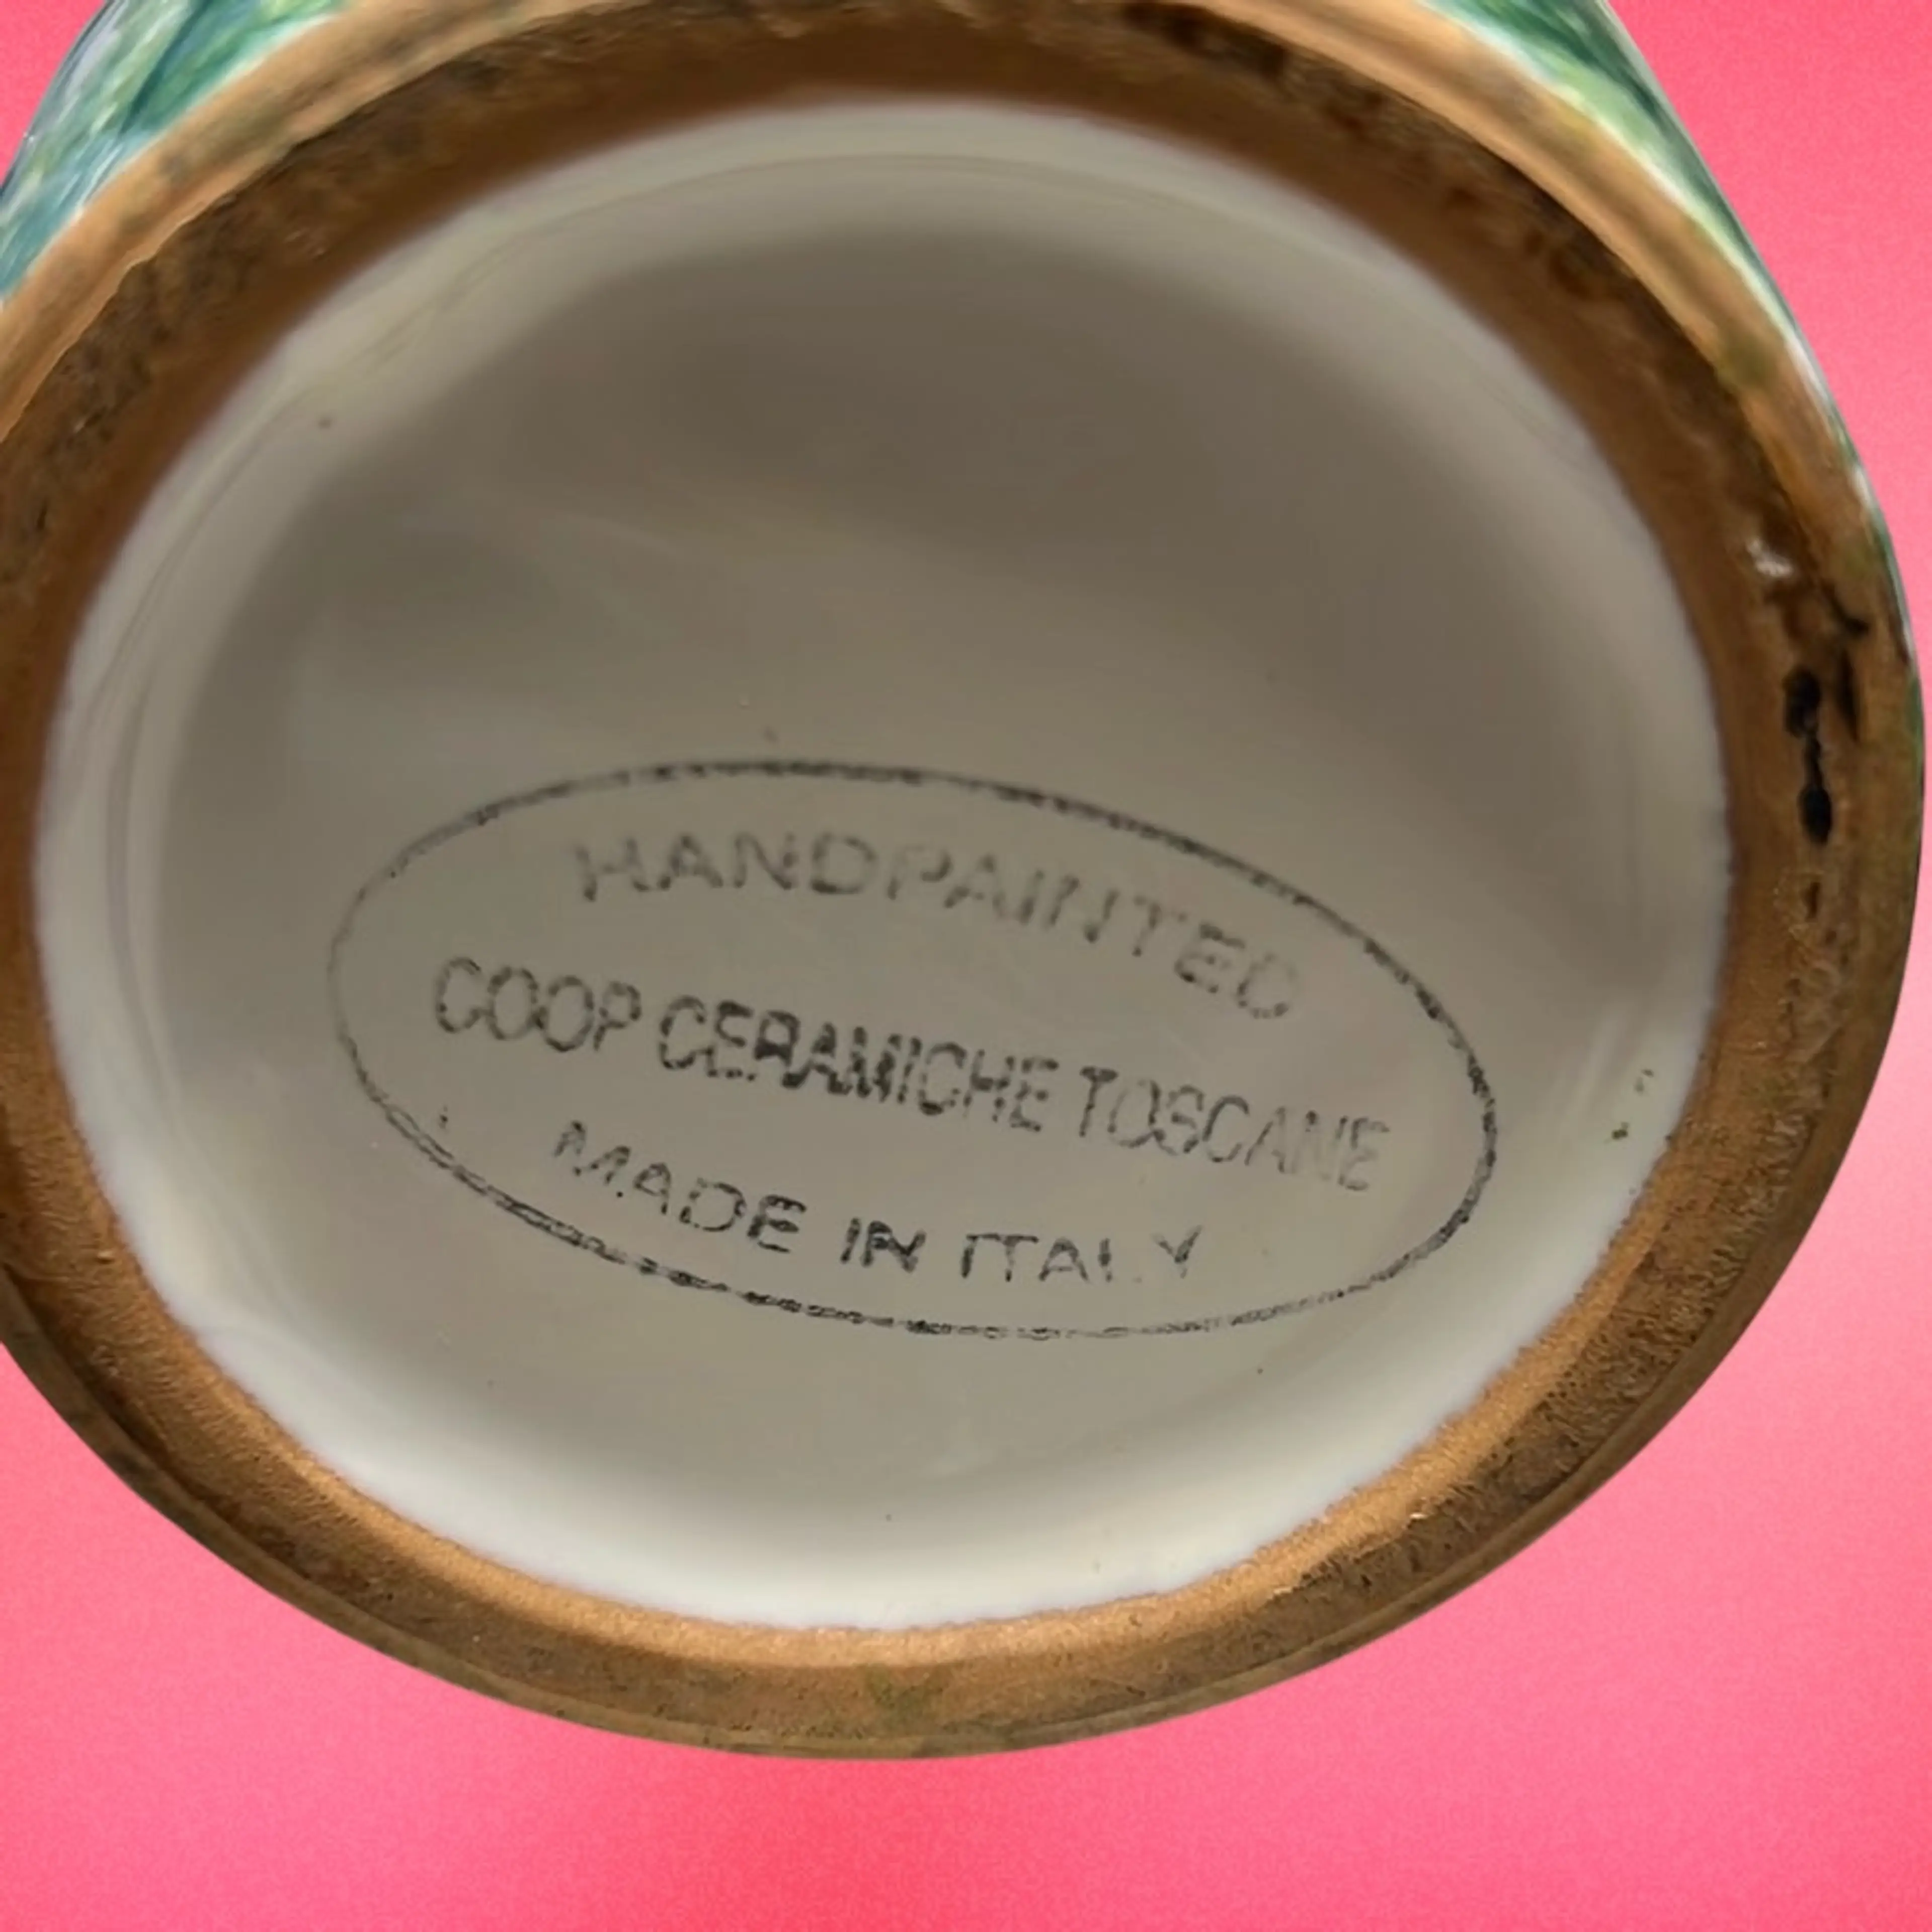 HANDPAINTED
COOP CERAMICHE TOSCANE
MADE IN ITALY